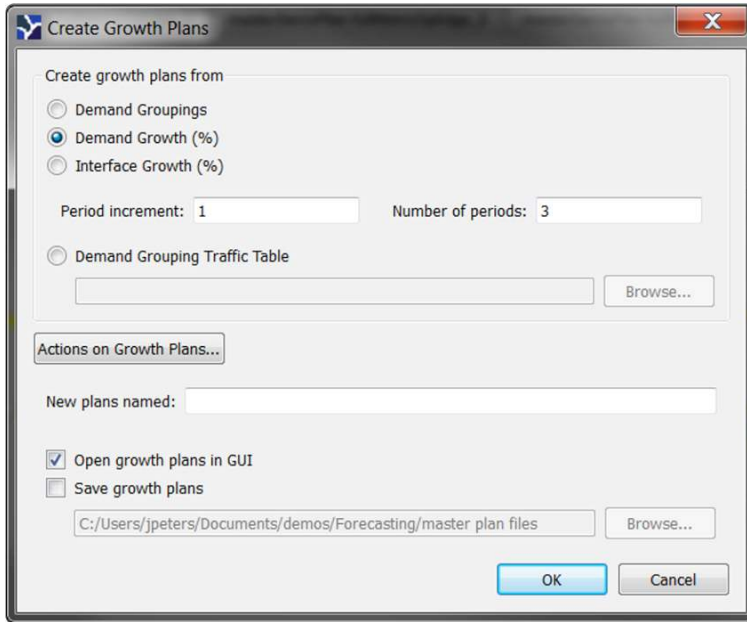 Create Growth Plans
X
Create growth plans from
Demand Groupings
Demand Growth (%)
Interface Growth (%)
Period increment: 1 Number of periods: 3
Demand Grouping Traffic Table
Browse...
Actions on Growth Plans...
New plans named:
Open growth plans in GUI
Save growth plans
C:/Users/jpeters/Documents/demos/Forecasting/master plan files Browse...
OK Cancel